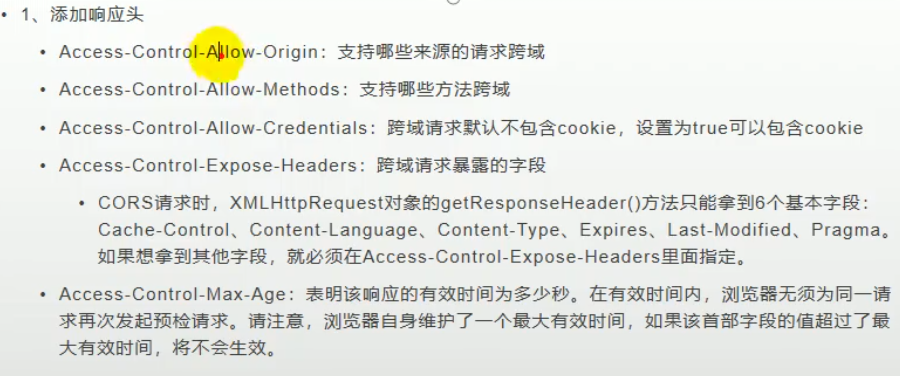 • 1、添加响应头
• Access-Control-Allow-Origin：支持哪些来源的请求跨域
• Access-Control-Allow-Methods：支持哪些方法跨域
• Access-Control-Allow-Credentials：跨域请求默认不包含cookie，设置为true可以包含cookie
• Access-Control-Expose-Headers：跨域请求暴露的字段
• CORS请求时，XMLHttpRequest对象的getResponseHeader()方法只能拿到6个基本字段：
Cache-Control、Content-Language、Content-Type、Expires、Last-Modified、Pragma。
如果想拿到其他字段，就必须在Access-Control-Expose-Headers里面指定。
• Access-Control-Max-Age：表明该响应的有效时间为多少秒。在有效时间内，浏览器无须为同一请
求再次发起预检请求。请注意，浏览器自身维护了一个最大有效时间，如果该首部字段的值超过了最
大有效时间，将不会生效。